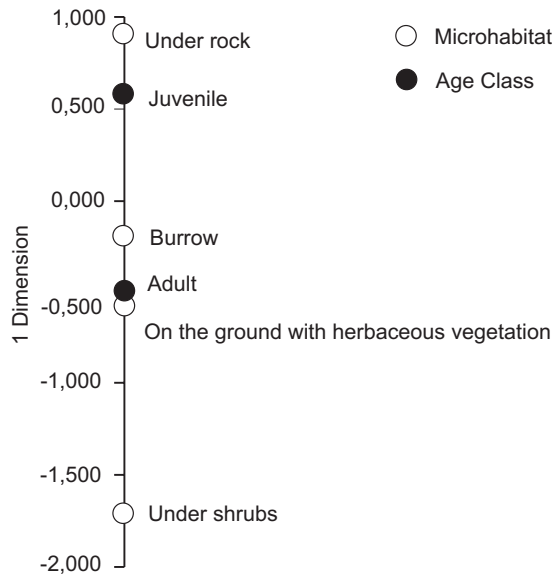 1,000
Under rock
Microhabitat
Age Class
0,500
Juvenile
0,000
Burrow
Adult
-0,500
On the ground with herbaceous vegetation
-1,000
-1,500
Under shrubs
-2,000
1 Dimension